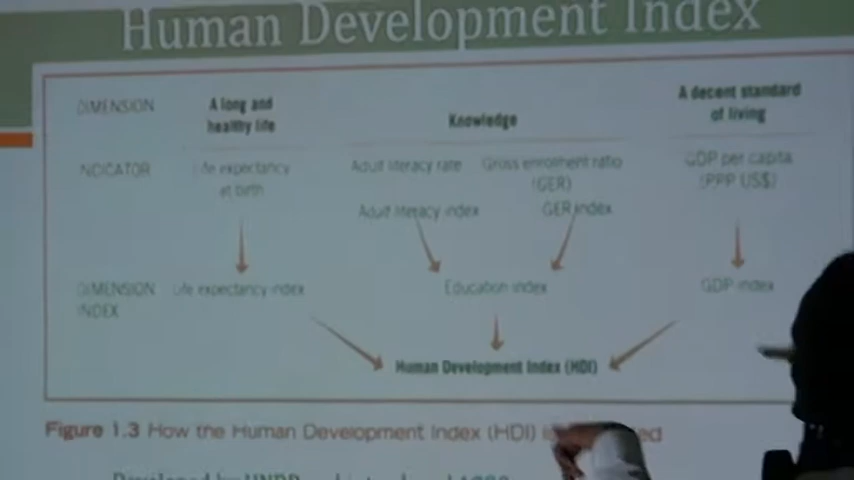 Human Development Index
DIMENSION
A long and
healthy life
Knowledge
A decent standard
of living
INDICATOR
Life expectancy
at birth
Adult literacy rate
Gross enrolment ratio
(GER)
GDP per capita
(PPP US$)
Adult literacy index
GER index
DIMENSION
INDEX
Life expectancy index
Education index
GDP index
Human Development Index (HDI)
Figure 1.3 How the Human Development Index (HDI)
Developed by UNDP